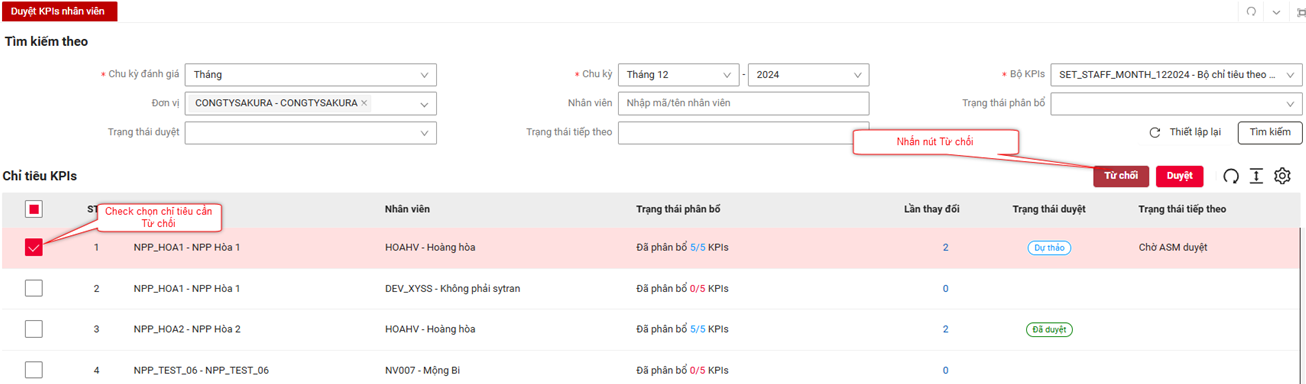 Duyệt KPIs nhân viên
Tìm kiếm theo
* Chu kỳ đánh giá Tháng * Chu kỳ Tháng 12 - 2024 * Bộ KPIs SET_STAFF_MONTH_122024 - Bộ chỉ tiêu theo ...
Đơn vị CONGTYSAKURA - CONGTYSAKURA × Nhân viên Nhập mã/tên nhân viên Trạng thái phân bổ
Trạng thái duyệt Trạng thái tiếp theo Thiết lập lại Tìm kiếm
Nhấn nút Từ chối
Chỉ tiêu KPIs Từ chối Duyệt
ST Nhân viên Trạng thái phân bổ Lần thay đổi Trạng thái duyệt Trạng thái tiếp theo
Check chọn chỉ tiêu cần
Từ chối
1 NPP_HOA1 - NPP Hòa 1 HOAHV - Hoàng hòa Đã phân bổ 5/5 KPIs 2 Dự thảo Chờ ASM duyệt
2 NPP_HOA1 - NPP Hòa 1 DEV_XYSS - Không phải sytran Đã phân bổ 0/5 KPIs 0
3 NPP_HOA2 - NPP Hòa 2 HOAHV - Hoàng hòa Đã phân bổ 5/5 KPIs 2 Đã duyệt
4 NPP_TEST_06 - NPP_TEST_06 NV007 - Mộng Bi Đã phân bổ 0/5 KPIs 0